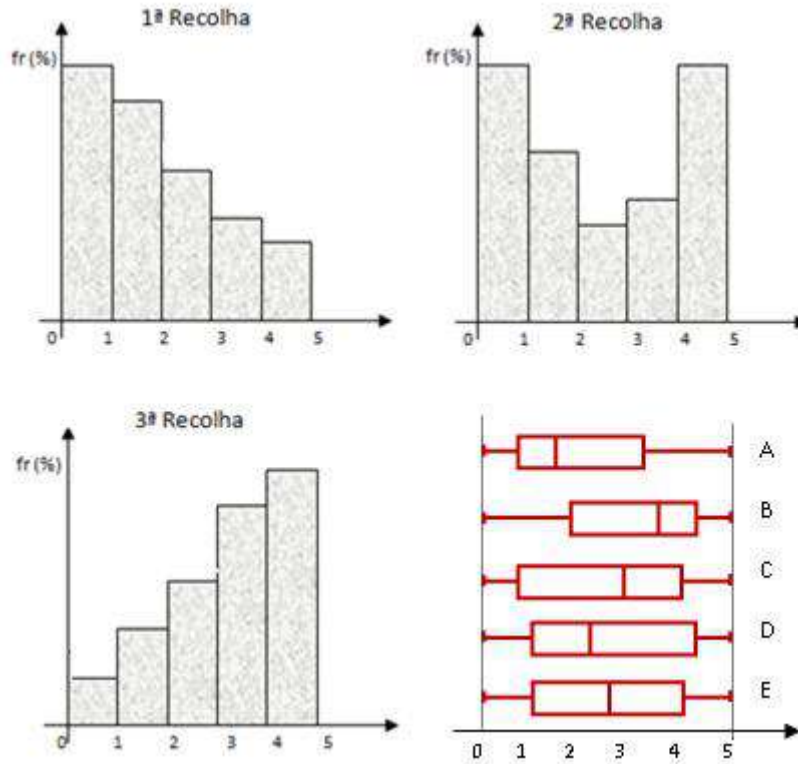 1ª Recolha
fr (%)
0 1 2 3 4 5
2ª Recolha
fr (%)
0 1 2 3 4 5
3ª Recolha
fr (%)
0 1 2 3 4 5
A
B
C
D
E
0 1 2 3 4 5